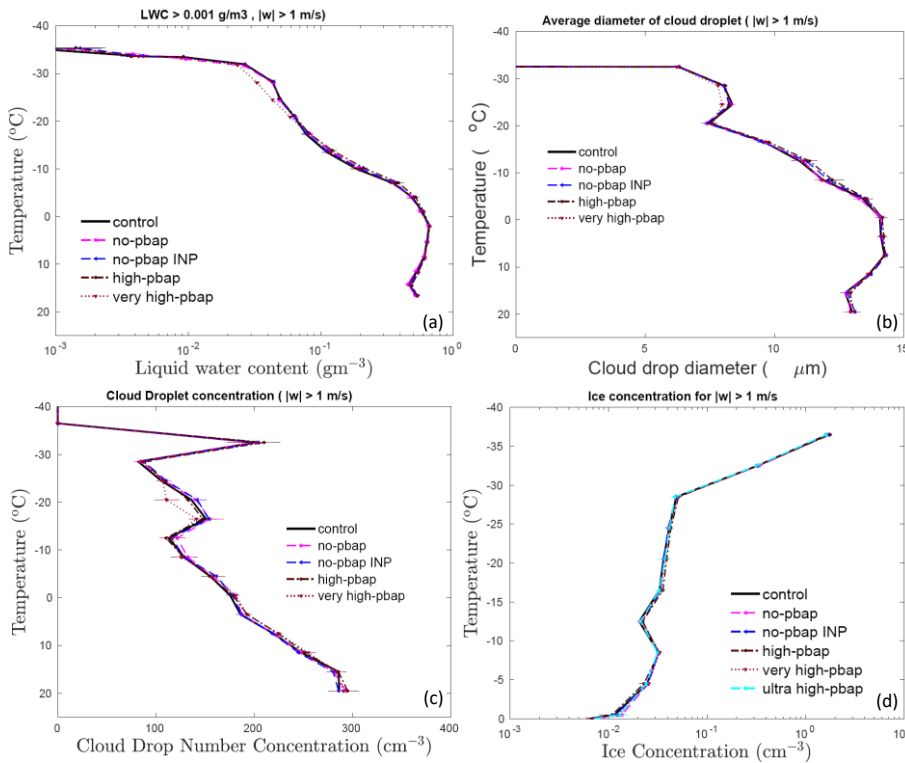 LWC > 0.001 g/m3 , |w| > 1 m/s)
-40
-30
-20
-10
0
10
20
Temperature (°C)
control
no-pbap
no-pbap INP
high-pbap
very high-pbap
(a)
10^-3
10^-2
10^-1
10^0
Liquid water content (gm^-3)
Average diameter of cloud droplet ( |w| > 1 m/s)
-40
-30
-20
-10
0
10
20
Temperature ( °C)
control
no-pbap
no-pbap INP
high-pbap
very high-pbap
(b)
0
5
10
15
Cloud drop diameter ( μm)
Cloud Droplet concentration ( |w| > 1 m/s)
-40
-30
-20
-10
0
10
20
Temperature (°C)
control
no-pbap
no-pbap INP
high-pbap
very high-pbap
(c)
0
100
200
300
400
Cloud Drop Number Concentration (cm^-3)
Ice concentration for |w| > 1 m/s
-40
-35
-30
-25
-20
-15
-10
-5
0
Temperature (°C)
control
no-pbap
no-pbap INP
high-pbap
very high-pbap
ultra high-pbap
(d)
10^-3
10^-2
10^-1
10^0
10^1
Ice Concentration (cm^-3)